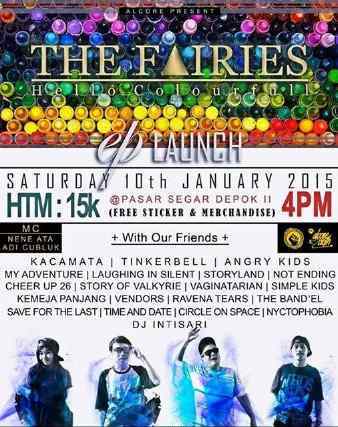 ALCORE PRESENT
THE FAIRIES
Hello Colourfull
ep LAUNCH
SATURDAY 10th JANUARY 2015
HTM : 15k
@PASAR SEGAR DEPOK II
(FREE STICKER & MERCHANDISE)
4PM
MC
NENE ATA
ADI CUBLUK
+ With Our Friends +
KACAMATA | TINKERBELL | ANGRY KIDS
MY ADVENTURE | LAUGHING IN SILENT | STORYLAND | NOT ENDING
CHEER UP 26 | STORY OF VALKYRIE | VAGINATARIAN | SIMPLE KIDS
KEMEJA PANJANG | VENDORS | RAVENA TEARS | THE BAND'EL
SAVE FOR THE LAST | TIME AND DATE | CIRCLE ON SPACE | NYCTOPHOBIA
DJ INTISARI